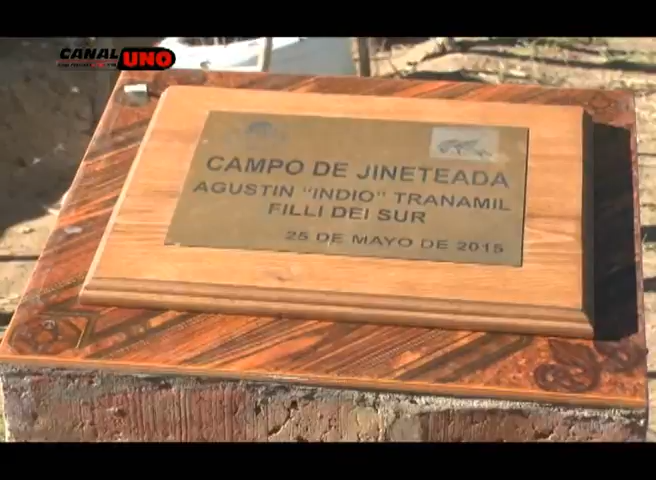 CANAL UNO
CAMPO DE JINETEADA
AGUSTIN "INDIO" TRANAMIL
FILLI DEI SUR
25 DE MAYO DE 2015